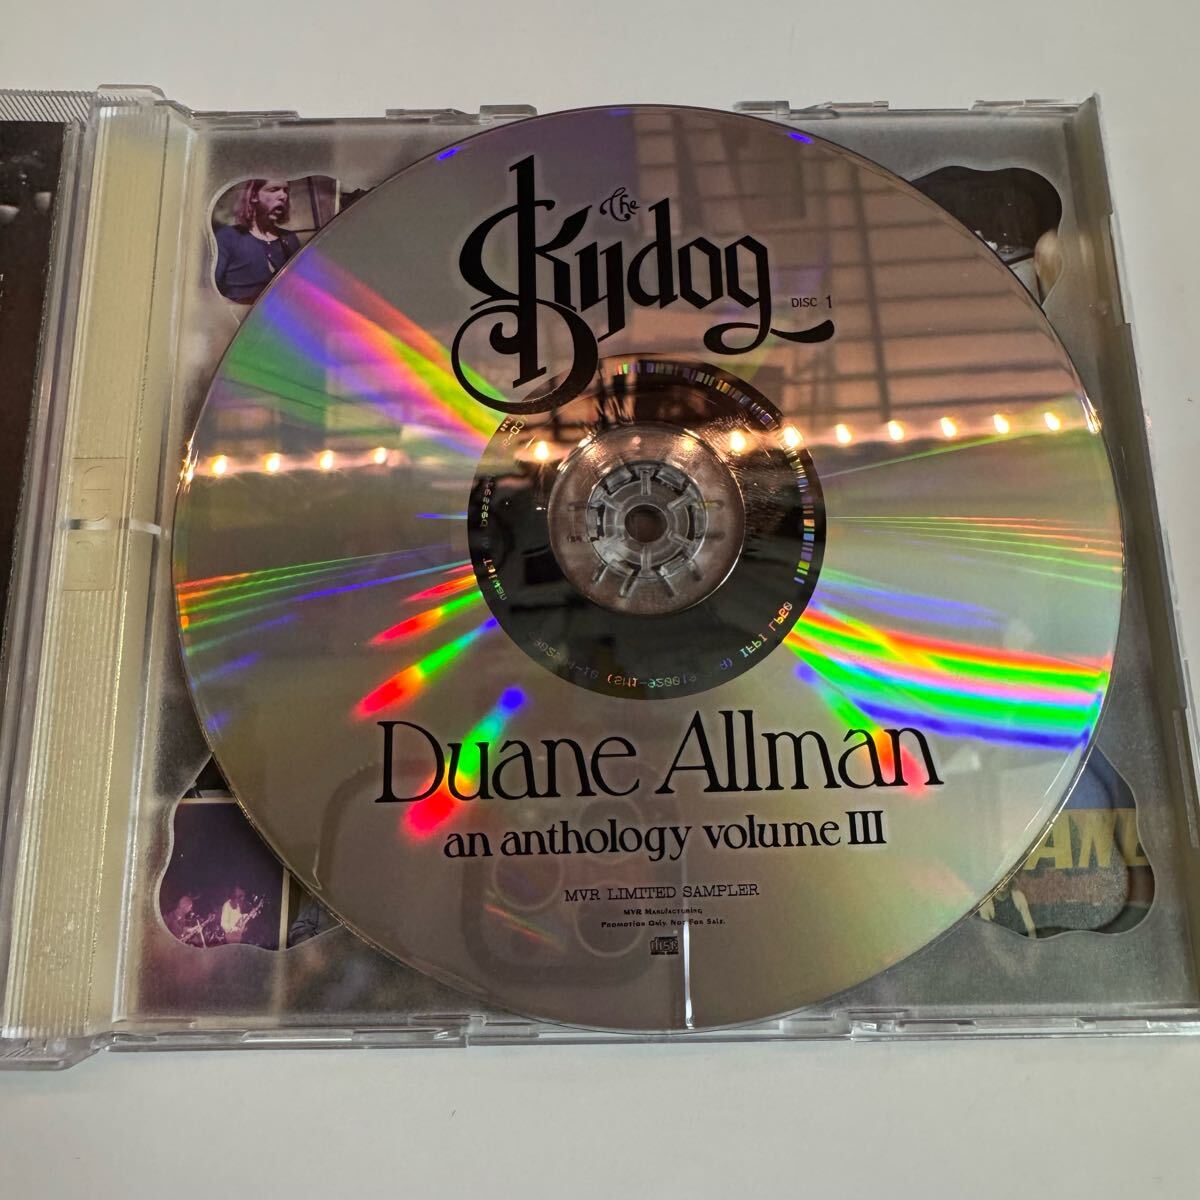 The
Skydog
DISC 1
Duane Allman
an anthology volume III
MVR LIMITED SAMPLER
MVR Manufacturing
Promotion Only. Not For Sale.
disc